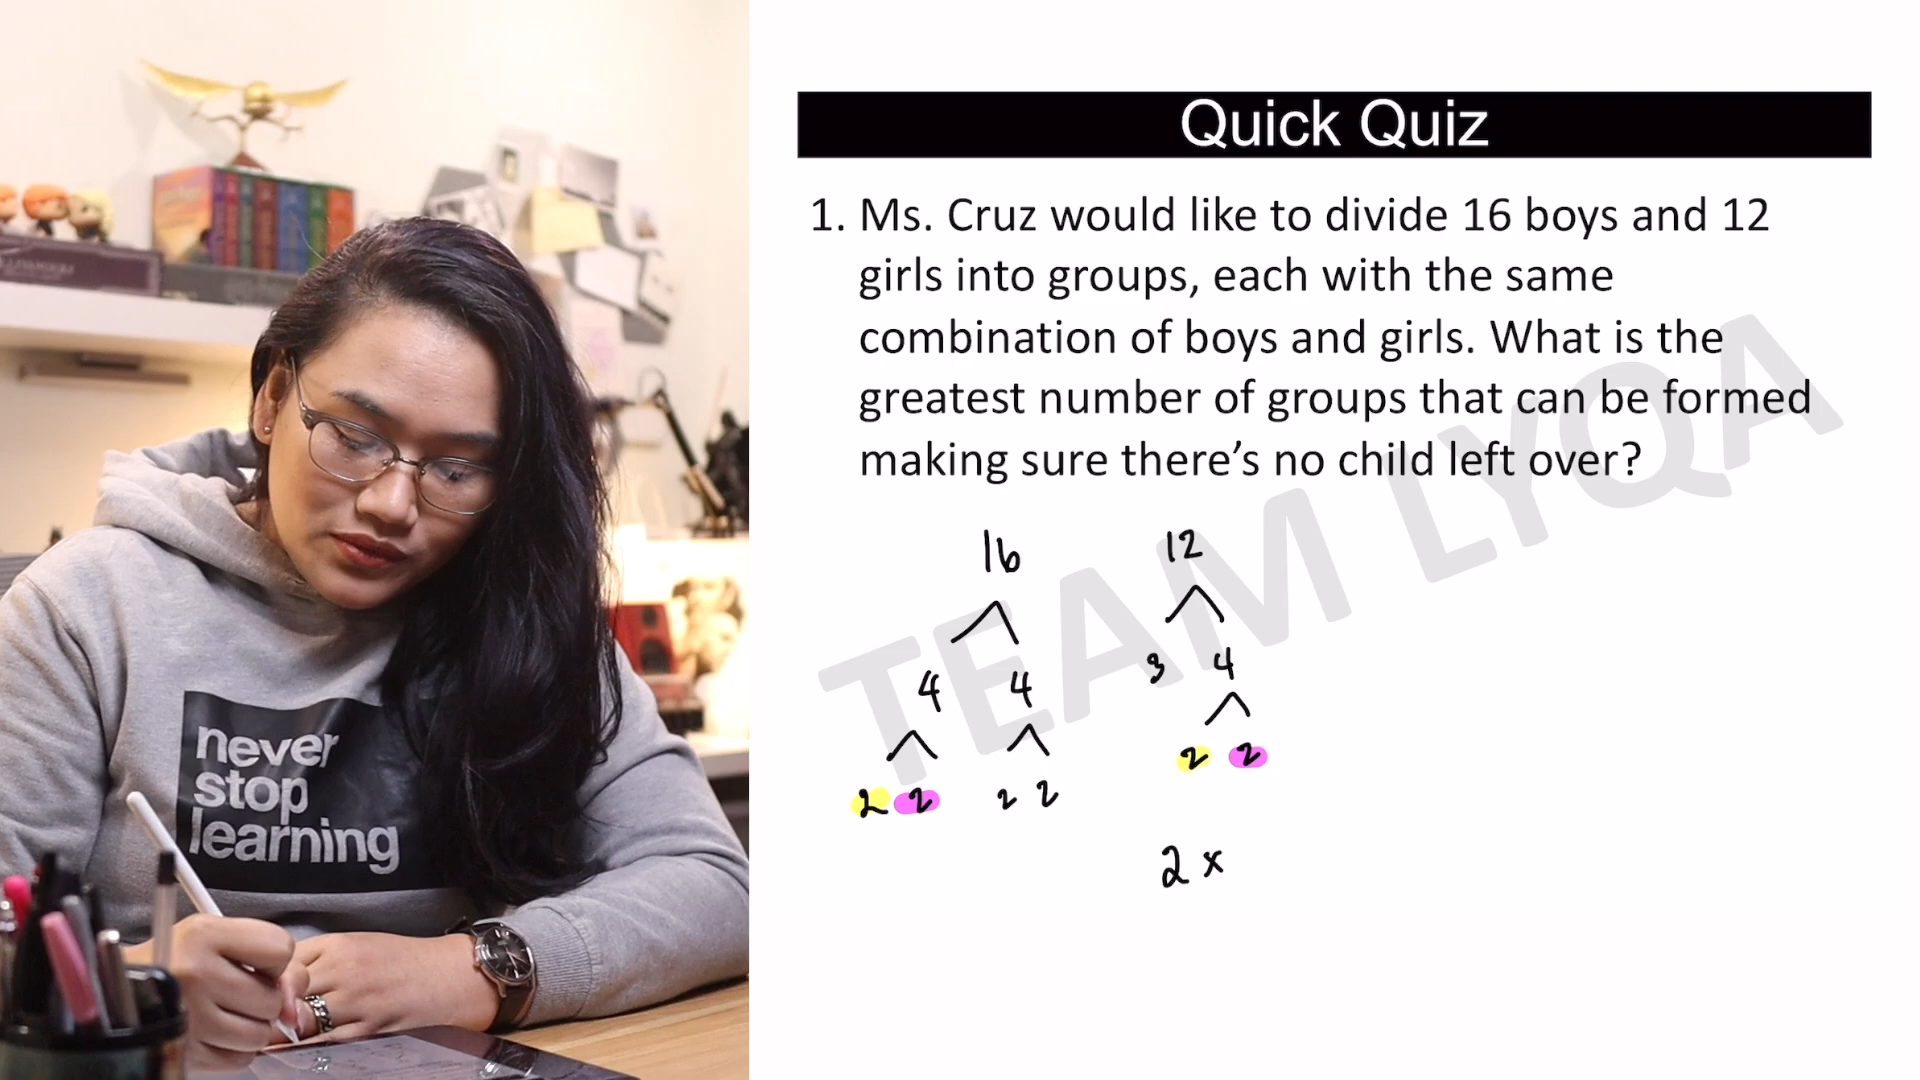 Quick Quiz
1. Ms. Cruz would like to divide 16 boys and 12
girls into groups, each with the same
combination of boys and girls. What is the
greatest number of groups that can be formed
making sure there’s no child left over?
TEAM LYQA
16 12
4 4 3 4
2 2 2 2 2 2
2 x
never
stop
learning